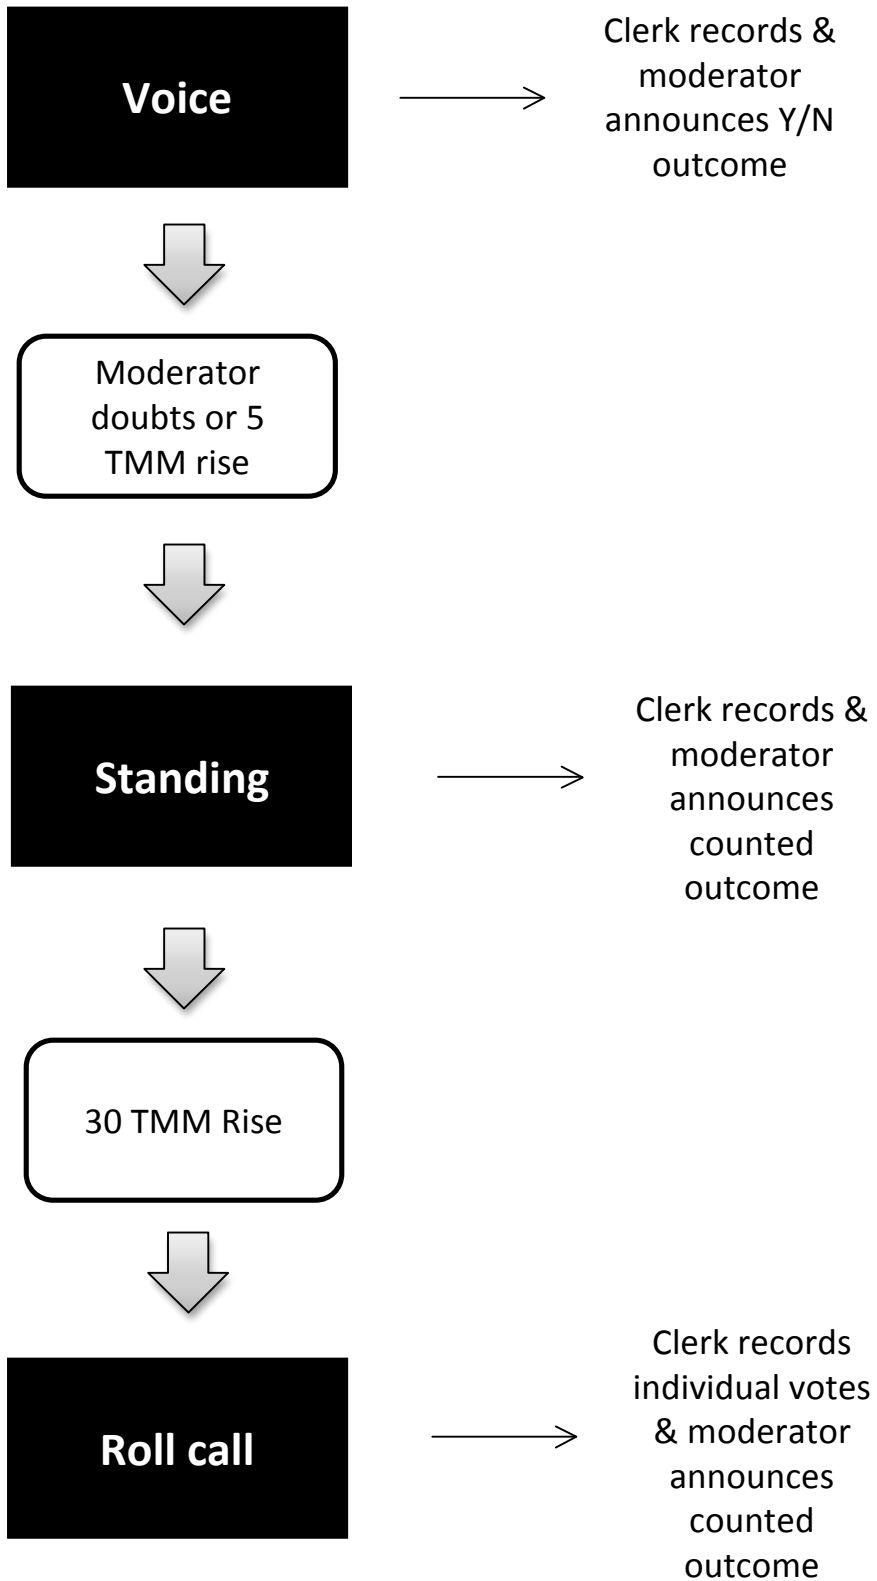 Voice
Clerk records &
moderator
announces Y/N
outcome
Moderator
doubts or 5
TMM rise
Standing
Clerk records &
moderator
announces
counted
outcome
30 TMM Rise
Roll call
Clerk records
individual votes
& moderator
announces
counted
outcome